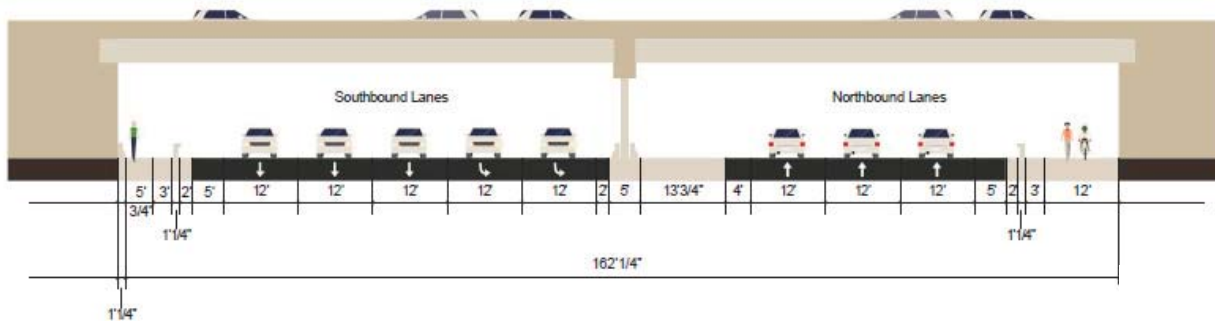 Southbound Lanes Northbound Lanes
5' 3' 2' 5' 12' 12' 12' 12' 12' 2' 5' 13'3/4" 4' 12' 12' 12' 5' 2' 3' 12'
3/4"
1'1/4" 1'1/4"
162'1/4"
1'1/4"